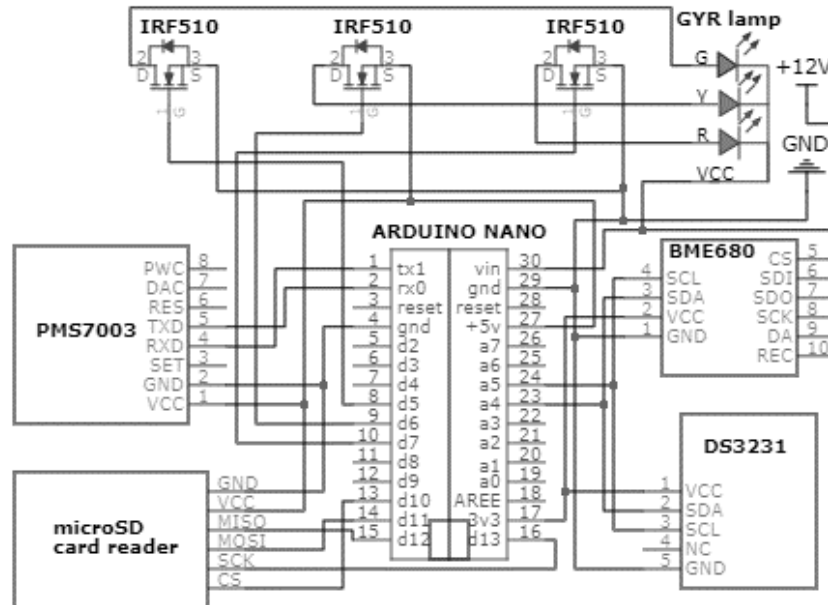 IRF510 IRF510 IRF510 GYR lamp
2 3 2 3 2 3 G +12V
D S D S D S
1 G 1 G 1 G Y
R GND
VCC
ARDUINO NANO
BME680
PMS7003
PWC 8
DAC 7
RES 6
TXD 5
RXD 4
SET 3
GND 2
VCC 1
1 tx1 vin 30
2 rx0 gnd 29
3 reset reset 28
4 gnd +5v 27
5 d2 a7 26
6 d3 a6 25
7 d4 a5 24
8 d5 a4 23
9 d6 a3 22
10 d7 a2 21
11 d8 a1 20
12 d9 a0 19
13 d10 AREE 18
14 d11 3v3 17
15 d12 d13 16
4 SCL CS 5
3 SDA SDI 6
2 VCC SDO 7
1 GND SCK 8
DA 9
REC 10
DS3231
1 VCC
2 SDA
3 SCL
4 NC
5 GND
microSD
card reader
GND
VCC
MISO
MOSI
SCK
CS